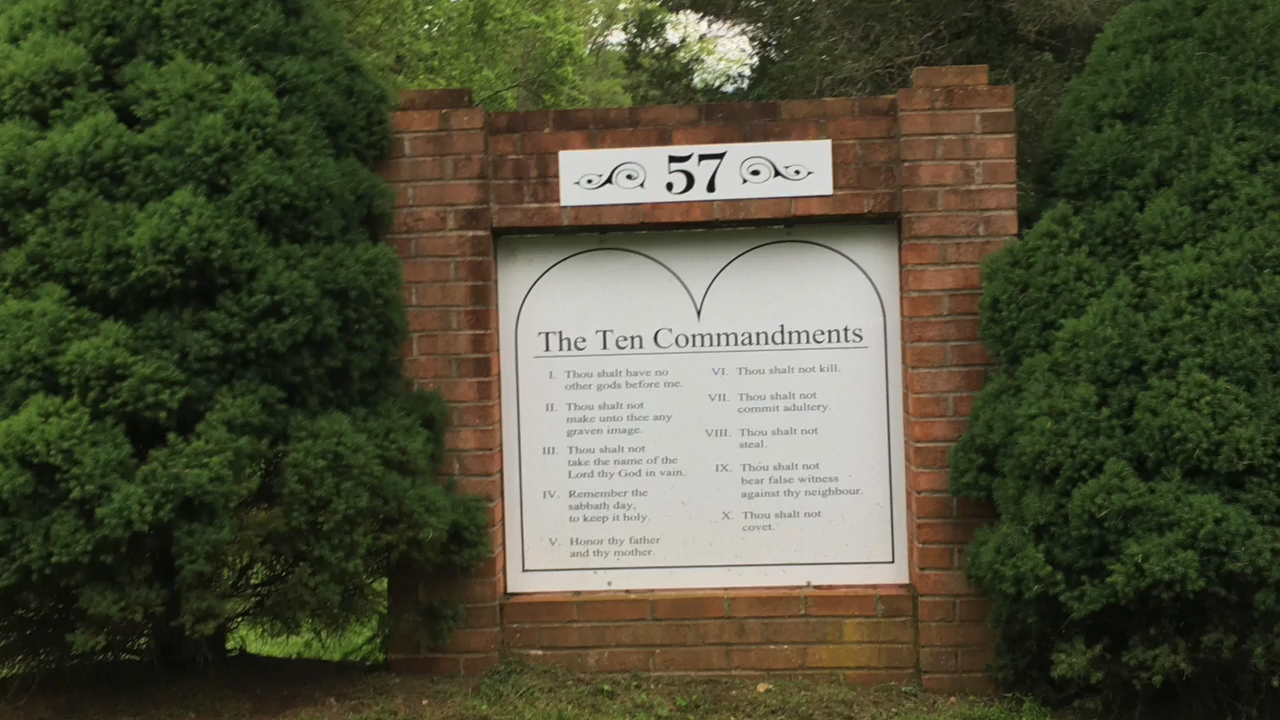 57
The Ten Commandments
I. Thou shalt have no
other gods before me.
II. Thou shalt not
make unto thee any
graven image.
III. Thou shalt not
take the name of the
Lord thy God in vain.
IV. Remember the
sabbath day,
to keep it holy.
V. Honor thy father
and thy mother.
VI. Thou shalt not kill.
VII. Thou shalt not
commit adultery.
VIII. Thou shalt not
steal.
IX. Thou shalt not
bear false witness
against thy neighbour.
X. Thou shalt not
covet.